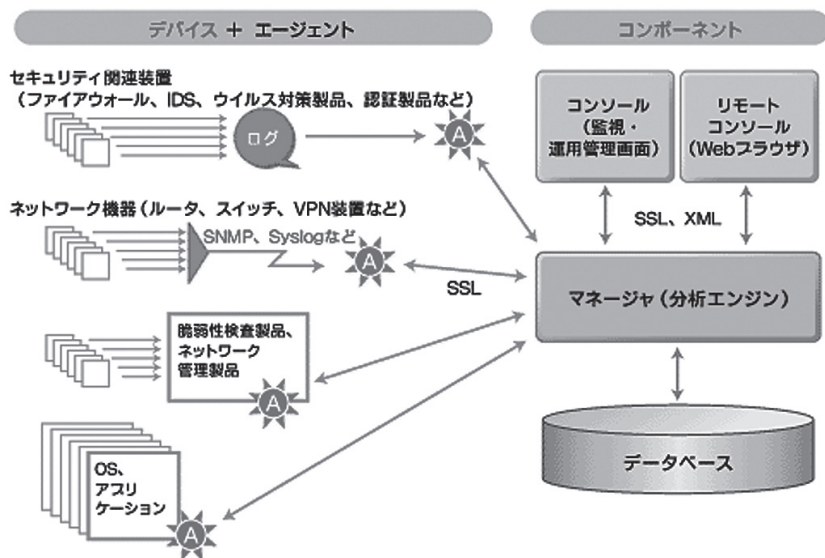 デバイス + エージェント
コンポーネント
セキュリティ関連装置
(ファイアウォール、IDS、ウイルス対策製品、認証製品など)
ログ
A
ネットワーク機器(ルータ、スイッチ、VPN装置など)
SNMP、Syslogなど
A
SSL
脆弱性検査製品、
ネットワーク
管理製品
A
OS、
アプリ
ケーション
A
コンソール
(監視・
運用管理画面)
リモート
コンソール
(Webブラウザ)
SSL、XML
マネージャ(分析エンジン)
データベース